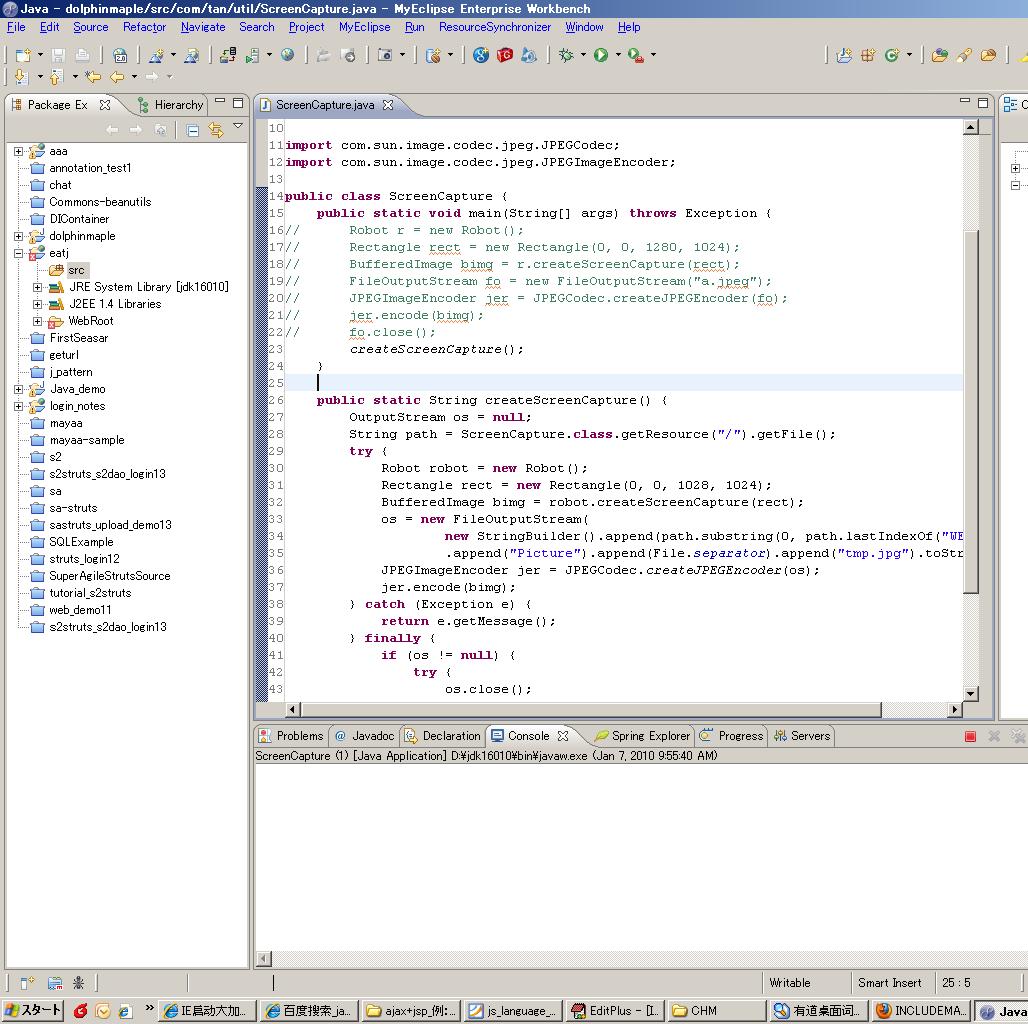 Java - dolphinmaple/src/com/tan/util/ScreenCapture.java - MyEclipse Enterprise Workbench
File Edit Source Refactor Navigate Search Project MyEclipse Run ResourceSynchronizer Window Help
Package Ex
Hierarchy
aaa
annotation_test1
chat
Commons-beanutils
DIContainer
dolphinmaple
eatj
src
JRE System Library [jdk16010]
J2EE 1.4 Libraries
WebRoot
FirstSeasar
geturl
j_pattern
Java_demo
login_notes
mayaa
mayaa-sample
s2
s2struts_s2dao_login13
sa
sa-struts
sastruts_upload_demo13
SQLExample
struts_login12
SuperAgileStrutsSource
tutorial_s2struts
web_demo11
s2struts_s2dao_login13
ScreenCapture.java
10
11 import com.sun.image.codec.jpeg.JPEGCodec;
12 import com.sun.image.codec.jpeg.JPEGImageEncoder;
13
14 public class ScreenCapture {
15     public static void main(String[] args) throws Exception {
16 //      Robot r = new Robot();
17 //      Rectangle rect = new Rectangle(0, 0, 1280, 1024);
18 //      BufferedImage bimg = r.createScreenCapture(rect);
19 //      FileOutputStream fo = new FileOutputStream("a.jpeg");
20 //      JPEGImageEncoder jer = JPEGCodec.createJPEGEncoder(fo);
21 //      jer.encode(bimg);
22 //      fo.close();
23         createScreenCapture();
24     }
25
26     public static String createScreenCapture() {
27         OutputStream os = null;
28         String path = ScreenCapture.class.getResource("/").getFile();
29         try {
30             Robot robot = new Robot();
31             Rectangle rect = new Rectangle(0, 0, 1028, 1024);
32             BufferedImage bimg = robot.createScreenCapture(rect);
33             os = new FileOutputStream(
34                     new StringBuilder().append(path.substring(0, path.lastIndexOf("WE
35                     .append("Picture").append(File.separator).append("tmp.jpg").toStr
36             JPEGImageEncoder jer = JPEGCodec.createJPEGEncoder(os);
37             jer.encode(bimg);
38         } catch (Exception e) {
39             return e.getMessage();
40         } finally {
41             if (os != null) {
42                 try {
43                     os.close();
Problems @ Javadoc Declaration Console Spring Explorer Progress Servers
ScreenCapture (1) [Java Application] D:¥jdk16010¥bin¥javaw.exe (Jan 7, 2010 9:55:40 AM)
Writable Smart Insert 25 : 5
スタート » IE启动大加... 百度搜索_ja... ajax+jsp_例:... js_language_... EditPlus - [I... CHM 有道桌面词... INCLUDEMA... Java